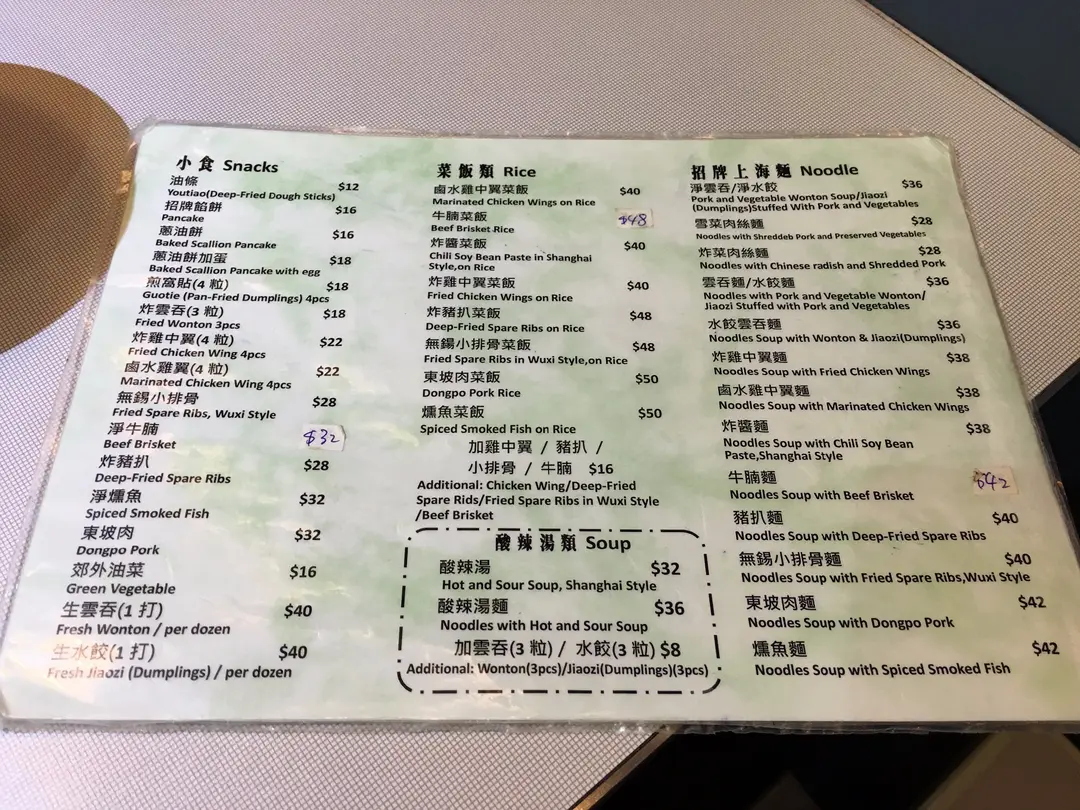 小食 Snacks
油條 $12
Youtiao(Deep-Fried Dough Sticks)
招牌餡餅 $16
Pancake
蔥油餅 $16
Baked Scallion Pancake
蔥油餅加蛋 $18
Baked Scallion Pancake with egg
煎窩貼(4 粒) $18
Guotie (Pan-Fried Dumplings) 4pcs
炸雲吞(3 粒) $18
Fried Wonton 3pcs
炸雞中翼(4 粒) $22
Fried Chicken Wing 4pcs
鹵水雞翼(4 粒) $22
Marinated Chicken Wing 4pcs
無錫小排骨 $28
Fried Spare Ribs, Wuxi Style
淨牛腩 $32
Beef Brisket
炸豬扒 $28
Deep-Fried Spare Ribs
淨燻魚 $32
Spiced Smoked Fish
東坡肉 $32
Dongpo Pork
郊外油菜 $16
Green Vegetable
生雲吞(1 打) $40
Fresh Wonton / per dozen
生水餃(1 打) $40
Fresh Jiaozi (Dumplings) / per dozen
菜飯類 Rice
鹵水雞中翼菜飯 $40
Marinated Chicken Wings on Rice
牛腩菜飯 $48
Beef Brisket Rice
炸醬菜飯 $40
Chili Soy Bean Paste in Shanghai
Style,on Rice
炸雞中翼菜飯 $40
Fried Chicken Wings on Rice
炸豬扒菜飯 $48
Deep-Fried Spare Ribs on Rice
無錫小排骨菜飯 $48
Fried Spare Ribs in Wuxi Style,on Rice
東坡肉菜飯 $50
Dongpo Pork Rice
燻魚菜飯 $50
Spiced Smoked Fish on Rice
加雞中翼 / 豬扒 /
小排骨 / 牛腩 $16
Additional: Chicken Wing/Deep-Fried
Spare Rids/Fried Spare Ribs in Wuxi Style
/Beef Brisket
酸辣湯類 Soup
酸辣湯 $32
Hot and Sour Soup, Shanghai Style
酸辣湯麵 $36
Noodles with Hot and Sour Soup
加雲吞(3 粒) / 水餃(3 粒) $8
Additional: Wonton(3pcs)/Jiaozi(Dumplings)(3pcs)
招牌上海麵 Noodle
淨雲吞/淨水餃 $36
Pork and Vegetable Wonton Soup/Jiaozi
(Dumplings)Stuffed With Pork and Vegetables
雪菜肉絲麵 $28
Noodles with Shreddeb Pork and Preserved Vegetables
炸菜肉絲麵 $28
Noodles with Chinese radish and Shredded Pork
雲吞麵/水餃麵 $36
Noodles with Pork and Vegetable Wonton/
Jiaozi Stuffed with Pork and Vegetables
水餃雲吞麵 $36
Noodles Soup with Wonton & Jiaozi(Dumplings)
炸雞中翼麵 $38
Noodles Soup with Fried Chicken Wings
鹵水雞中翼麵 $38
Noodles Soup with Marinated Chicken Wings
炸醬麵 $38
Noodles Soup with Chili Soy Bean
Paste,Shanghai Style
牛腩麵 $42
Noodles Soup with Beef Brisket
豬扒麵 $40
Noodles Soup with Deep-Fried Spare Ribs
無錫小排骨麵 $40
Noodles Soup with Fried Spare Ribs,Wuxi Style
東坡肉麵 $42
Noodles Soup with Dongpo Pork
燻魚麵 $42
Noodles Soup with Spiced Smoked Fish